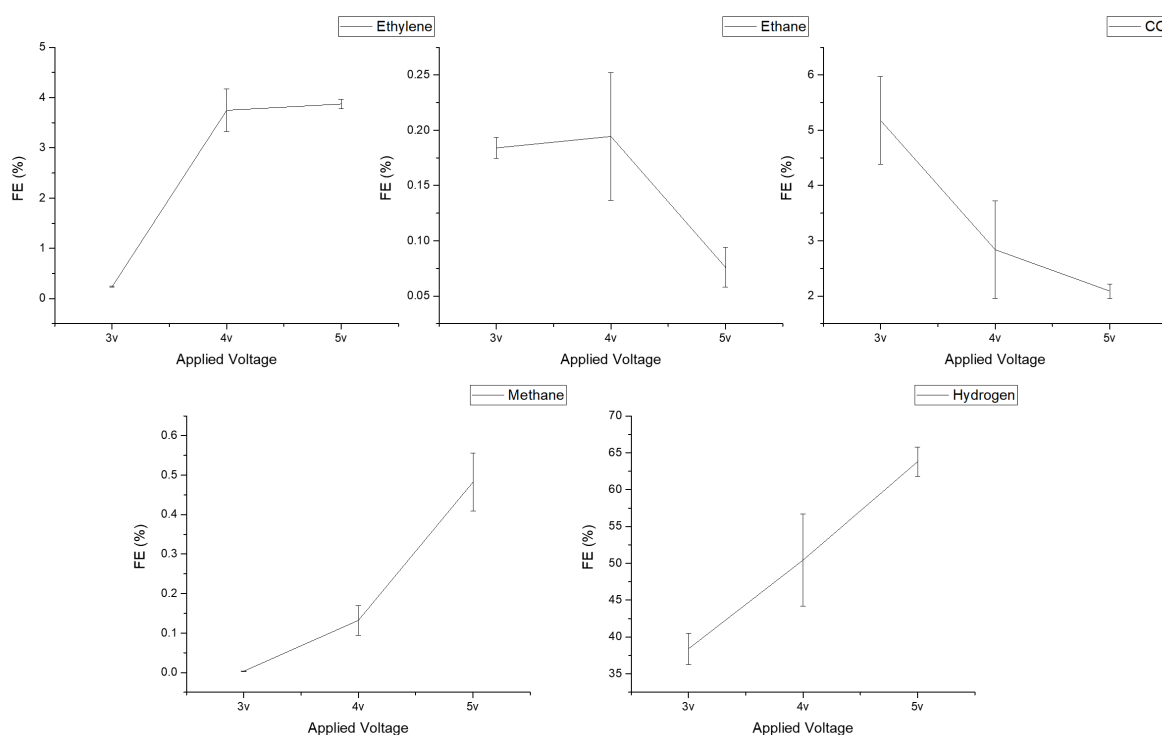 Ethylene
5
4
3
2
1
0
FE (%)
3v 4v 5v
Applied Voltage
Ethane
0.25
0.20
0.15
0.10
0.05
FE (%)
3v 4v 5v
Applied Voltage
6
5
4
3
2
FE (%)
3v 4v 5v
Applied Voltage
Methane
0.6
0.5
0.4
0.3
0.2
0.1
0.0
FE (%)
3v 4v 5v
Applied Voltage
Hydrogen
70
65
60
55
50
45
40
35
FE (%)
3v 4v 5v
Applied Voltage